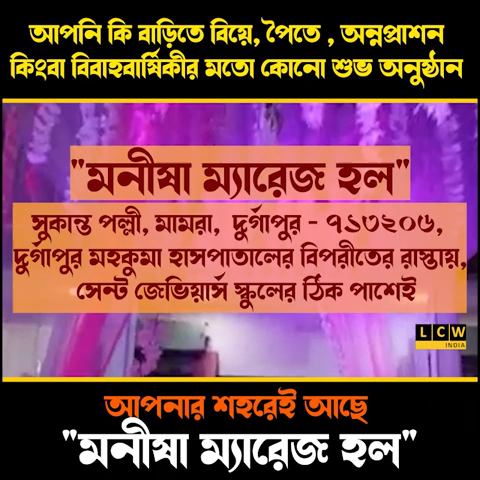 আপনি কি বাড়িতে বিয়ে, পৈতে , অন্নপ্রাশন
কিংবা বিবাহবার্ষিকীর মতো কোনো শুভ অনুষ্ঠান
"মনীষা ম্যারেজ হল"
সুকান্ত পল্লী, মামরা, দুর্গাপুর - ৭১৩২০৬,
দুর্গাপুর মহকুমা হাসপাতালের বিপরীতের রাস্তায়,
সেন্ট জেভিয়ার্স স্কুলের ঠিক পাশেই
LCW
INDIA
আপনার শহরেই আছে
"মনীষা ম্যারেজ হল"